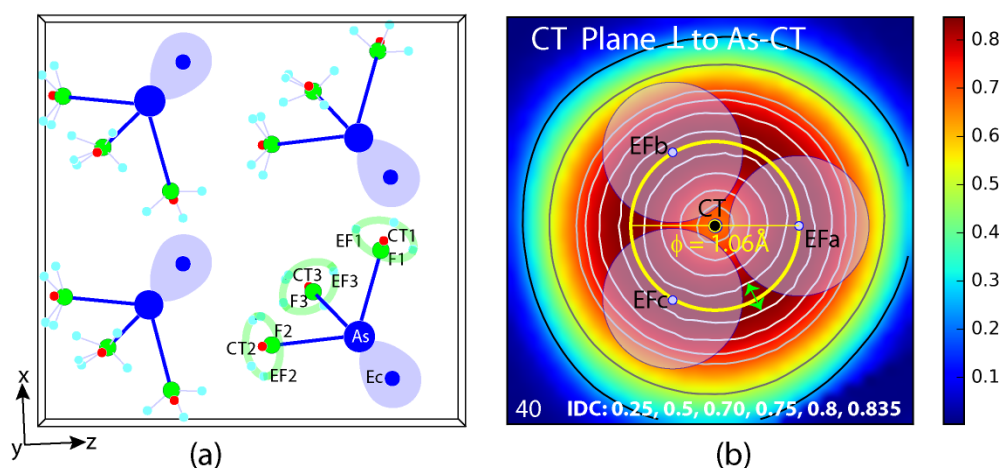 CT Plane ⊥ to As-CT
EFb
CT
EFa
ϕ = 1.06Å
EFc
40
IDC: 0.25, 0.5, 0.70, 0.75, 0.8, 0.835
0.8
0.7
0.6
0.5
0.4
0.3
0.2
0.1
EF1
CT1
F1
CT3
EF3
F3
F2
CT2
EF2
As
Ec
x
y
z
(a)
(b)